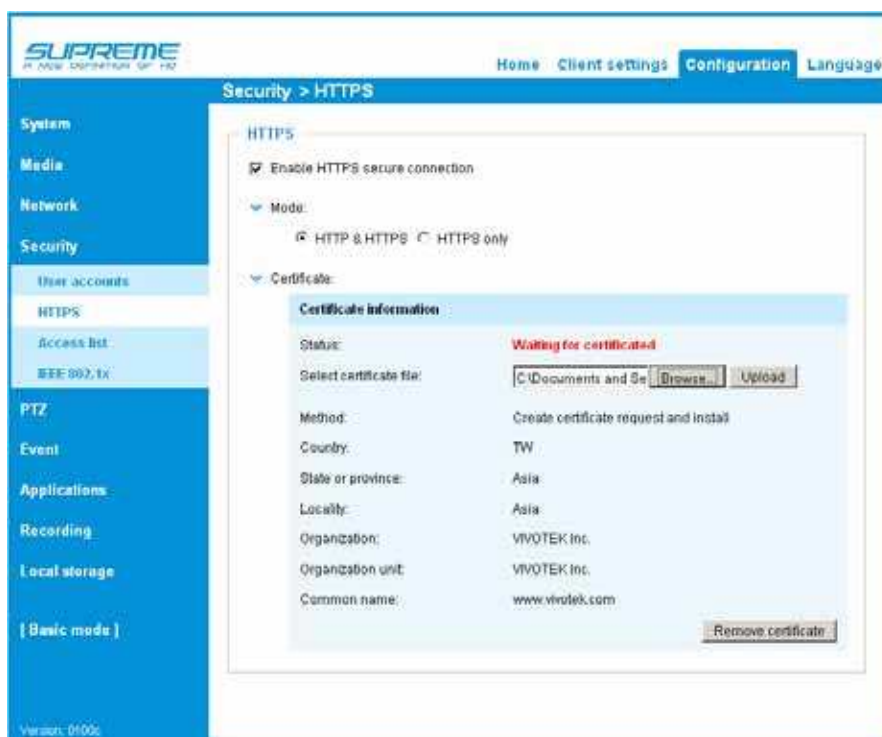 SUPREME
A NEW DEFINITION OF HD
Home Client settings Configuration Language
Security > HTTPS
System
Media
Network
Security
User accounts
HTTPS
Access list
IEEE 802.1x
PTZ
Event
Applications
Recording
Local storage
[ Basic mode ]
Version: 0100c
HTTPS
Enable HTTPS secure connection
Mode:
HTTP & HTTPS HTTPS only
Certificate:
Certificate information
Status: Waiting for certificated
Select certificate file: C:\Documents and Se Browse... Upload
Method: Create certificate request and install
Country: TW
State or province: Asia
Locality: Asia
Organization: VIVOTEK Inc.
Organization unit: VIVOTEK Inc.
Common name: www.vivotek.com
Remove certificate